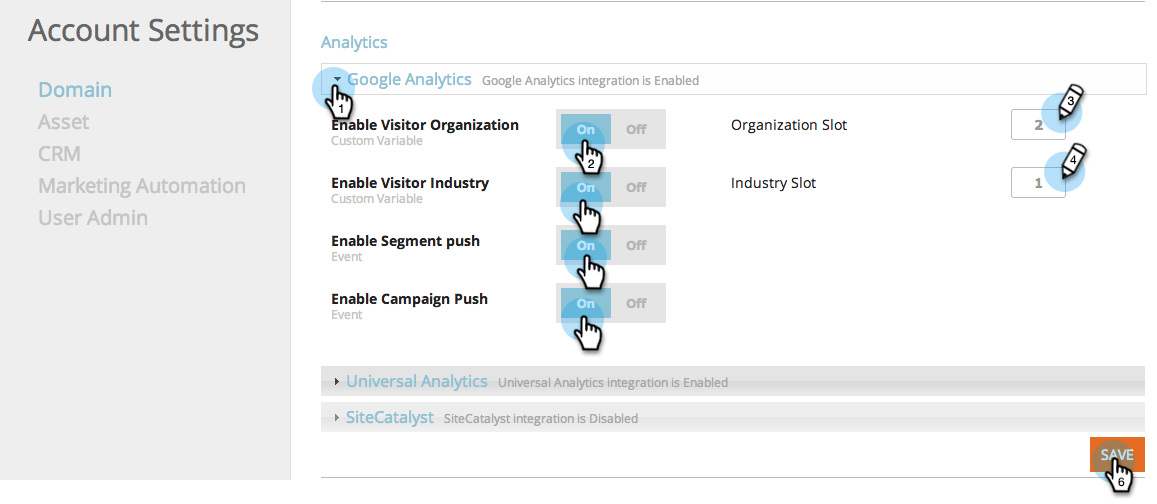 Account Settings
Domain
Asset
CRM
Marketing Automation
User Admin
Analytics
Google Analytics Google Analytics integration is Enabled
1
Enable Visitor Organization On Off Organization Slot 2
3
Custom Variable
2
Enable Visitor Industry On Off Industry Slot 1
4
Custom Variable
Enable Segment push On Off
Event
Enable Campaign Push On Off
Event
Universal Analytics Universal Analytics integration is Enabled
SiteCatalyst SiteCatalyst integration is Disabled
SAVE
6